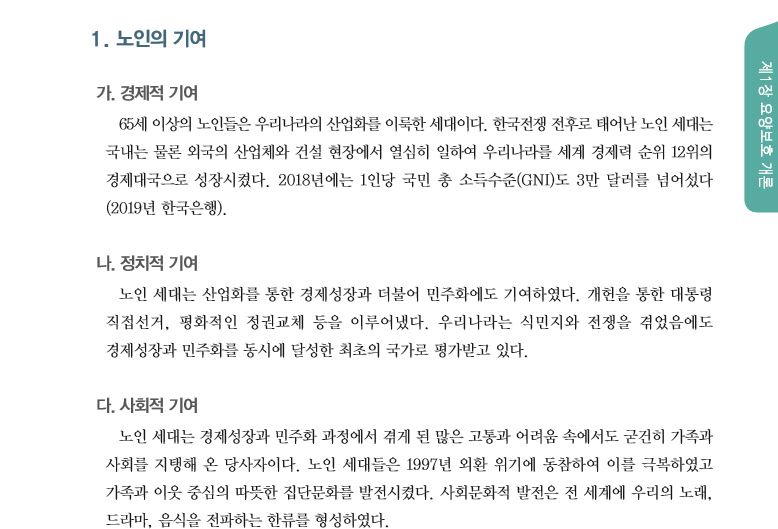 1. 노인의 기여
가. 경제적 기여
65세 이상의 노인들은 우리나라의 산업화를 이룩한 세대이다. 한국전쟁 전후로 태어난 노인 세대는
국내는 물론 외국의 산업체와 건설 현장에서 열심히 일하여 우리나라를 세계 경제력 순위 12위의
경제대국으로 성장시켰다. 2018년에는 1인당 국민 총 소득수준(GNI)도 3만 달러를 넘어섰다
(2019년 한국은행).
나. 정치적 기여
노인 세대는 산업화를 통한 경제성장과 더불어 민주화에도 기여하였다. 개헌을 통한 대통령
직접선거, 평화적인 정권교체 등을 이루어냈다. 우리나라는 식민지와 전쟁을 겪었음에도
경제성장과 민주화를 동시에 달성한 최초의 국가로 평가받고 있다.
다. 사회적 기여
노인 세대는 경제성장과 민주화 과정에서 겪게 된 많은 고통과 어려움 속에서도 굳건히 가족과
사회를 지탱해 온 당사자이다. 노인 세대들은 1997년 외환 위기에 동참하여 이를 극복하였고
가족과 이웃 중심의 따뜻한 집단문화를 발전시켰다. 사회문화적 발전은 전 세계에 우리의 노래,
드라마, 음식을 전파하는 한류를 형성하였다.
제1장 요양보호 개론